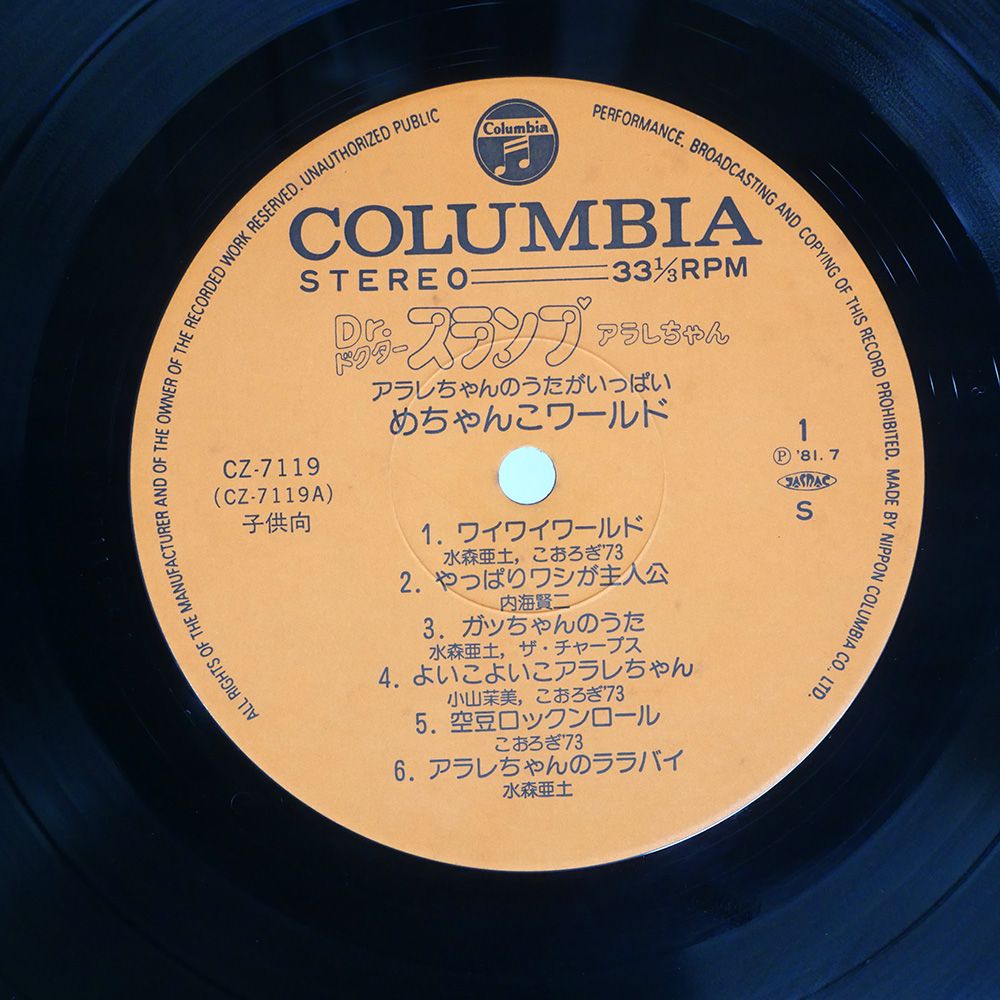 Columbia
ALL RIGHTS OF THE MANUFACTURER AND OF THE OWNER OF THE RECORDED WORK RESERVED. UNAUTHORIZED PUBLIC PERFORMANCE. BROADCASTING AND COPYING OF THIS RECORD PROHIBITED. MADE BY NIPPON COLUMBIA CO., LTD.
COLUMBIA
STEREO 33⅓RPM
Dr.スランプ アラレちゃん
ドクター
アラレちゃんのうたがいっぱい
めちゃんこワールド
CZ-7119
(CZ-7119A)
子供向
1
Ⓟ '81.7
JASRAC
S
1. ワイワイワールド
水森亜土, こおろぎ'73
2. やっぱりワシが主人公
内海賢二
3. ガッちゃんのうた
水森亜土, ザ・チャープス
4. よいこよいこアラレちゃん
小山茉美, こおろぎ'73
5. 空豆ロックンロール
こおろぎ'73
6. アラレちゃんのララバイ
水森亜土